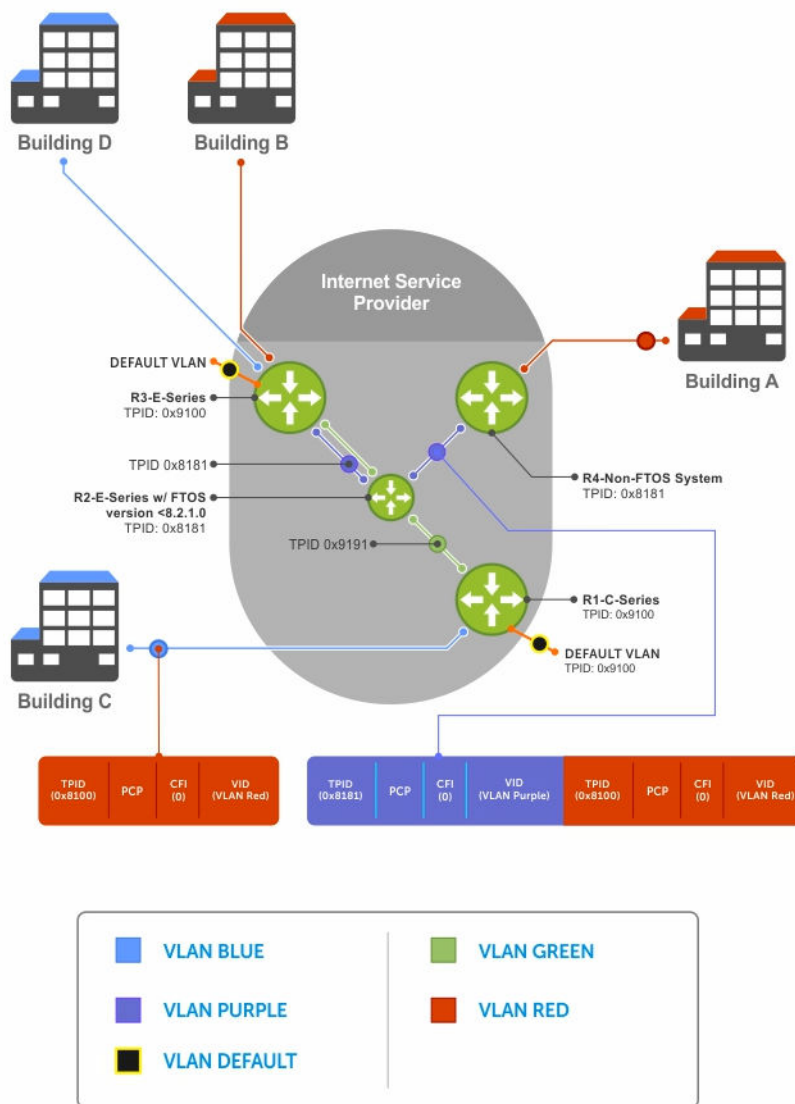 Building D
Building B
Internet Service
Provider
Building A
DEFAULT VLAN
R3-E-Series
TPID: 0x9100
TPID 0x8181
R4-Non-FTOS System
TPID: 0x8181
R2-E-Series w/ FTOS
version <8.2.1.0
TPID: 0x8181
TPID 0x9191
R1-C-Series
TPID: 0x9100
DEFAULT VLAN
TPID: 0x9100
Building C
TPID
(0x8100)
PCP
CFI
(0)
VID
(VLAN Red)
TPID
(0x8181)
PCP
CFI
(0)
VID
(VLAN Purple)
TPID
(0x8100)
PCP
CFI
(0)
VID
(VLAN Red)
VLAN BLUE
VLAN GREEN
VLAN PURPLE
VLAN RED
VLAN DEFAULT